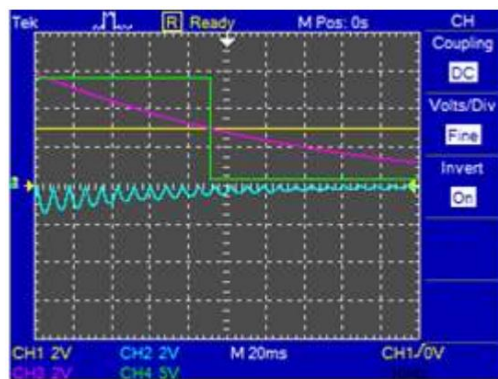 Tek R Ready M Pos: 0s CH
Coupling
DC
Volts/Div
Fine
Invert
On
CH1 2V CH2 2V M 20ms CH1/0V
CH3 2V CH4 5V